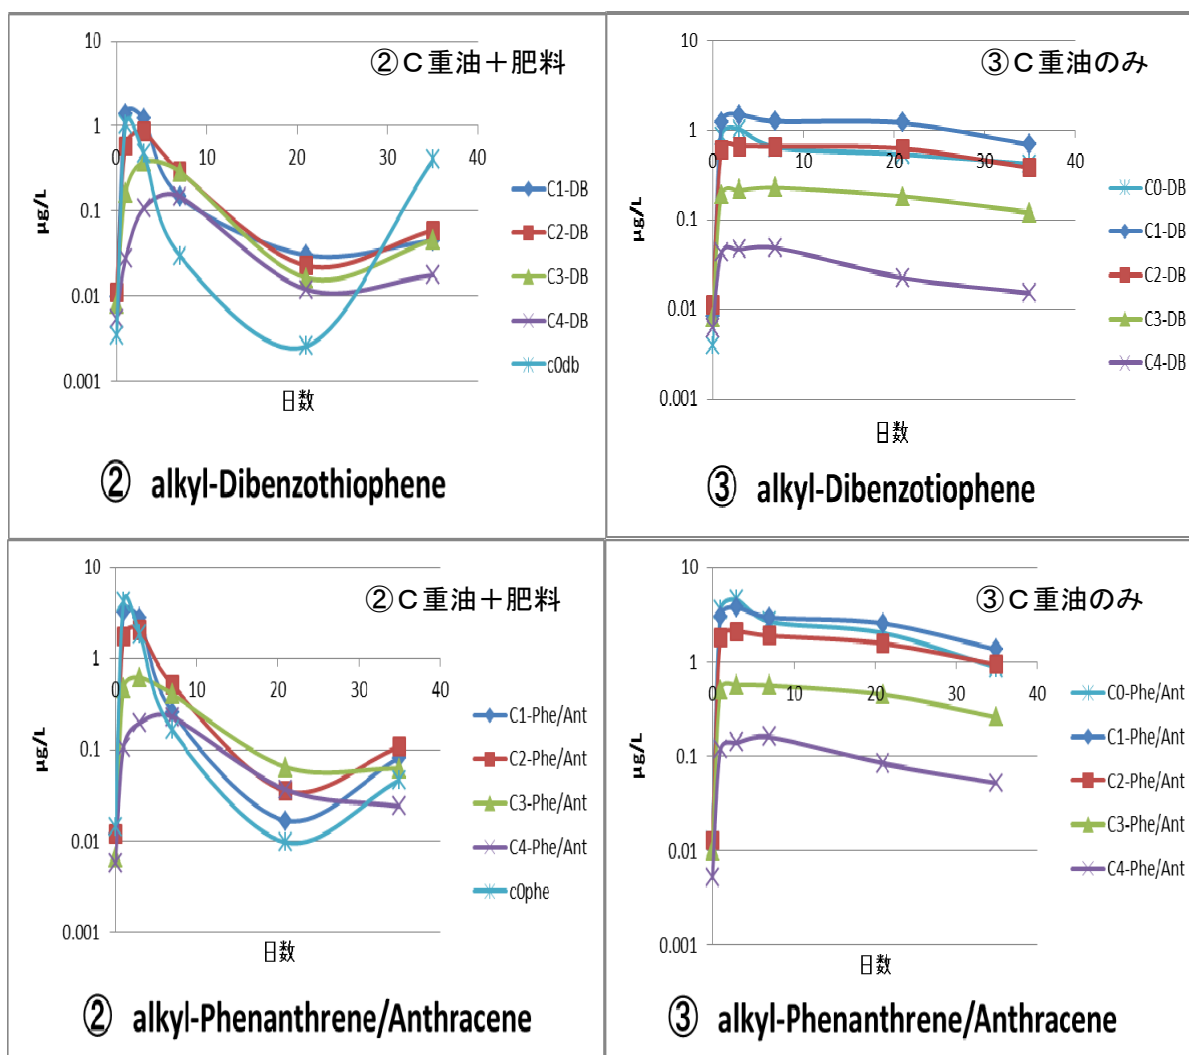 ②Ｃ重油＋肥料
10
1
0.1
0.01
0.001
0
10
20
30
40
µg/L
日数
C1-DB
C2-DB
C3-DB
C4-DB
c0db
② alkyl-Dibenzothiophene
③Ｃ重油のみ
10
1
0.1
0.01
0.001
0
10
20
30
40
µg/L
日数
C0-DB
C1-DB
C2-DB
C3-DB
C4-DB
③ alkyl-Dibenzotiophene
②Ｃ重油＋肥料
10
1
0.1
0.01
0.001
0
10
20
30
40
µg/L
日数
C1-Phe/Ant
C2-Phe/Ant
C3-Phe/Ant
C4-Phe/Ant
c0phe
② alkyl-Phenanthrene/Anthracene
③Ｃ重油のみ
10
1
0.1
0.01
0.001
0
10
20
30
40
µg/L
日数
C0-Phe/Ant
C1-Phe/Ant
C2-Phe/Ant
C3-Phe/Ant
C4-Phe/Ant
③ alkyl-Phenanthrene/Anthracene